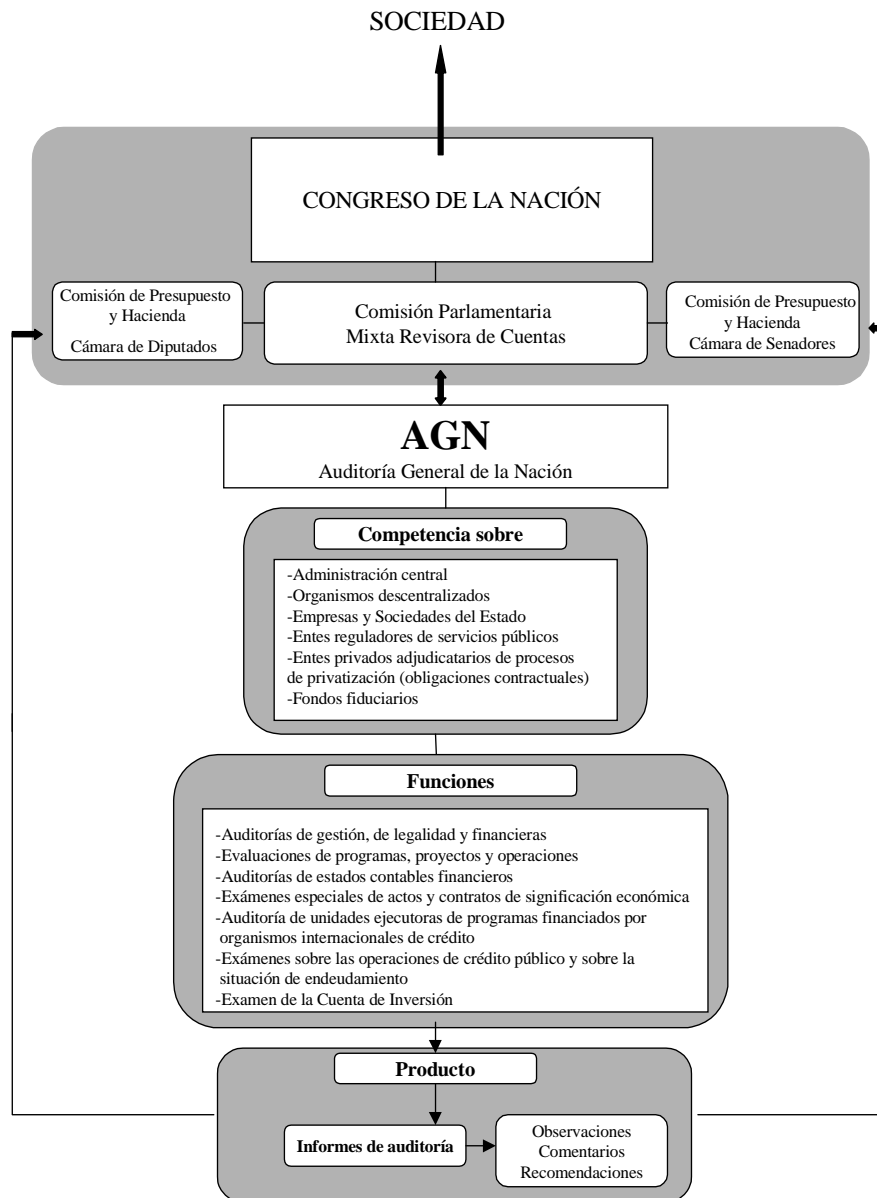 SOCIEDAD
CONGRESO DE LA NACIÓN
Comisión de Presupuesto
y Hacienda
Cámara de Diputados
Comisión Parlamentaria
Mixta Revisora de Cuentas
Comisión de Presupuesto
y Hacienda
Cámara de Senadores
AGN
Auditoría General de la Nación
Competencia sobre
-Administración central
-Organismos descentralizados
-Empresas y Sociedades del Estado
-Entes reguladores de servicios públicos
-Entes privados adjudicatarios de procesos
de privatización (obligaciones contractuales)
-Fondos fiduciarios
Funciones
-Auditorías de gestión, de legalidad y financieras
-Evaluaciones de programas, proyectos y operaciones
-Auditorías de estados contables financieros
-Exámenes especiales de actos y contratos de significación económica
-Auditoría de unidades ejecutoras de programas financiados por
organismos internacionales de crédito
-Exámenes sobre las operaciones de crédito público y sobre la
situación de endeudamiento
-Examen de la Cuenta de Inversión
Producto
Informes de auditoría
Observaciones
Comentarios
Recomendaciones